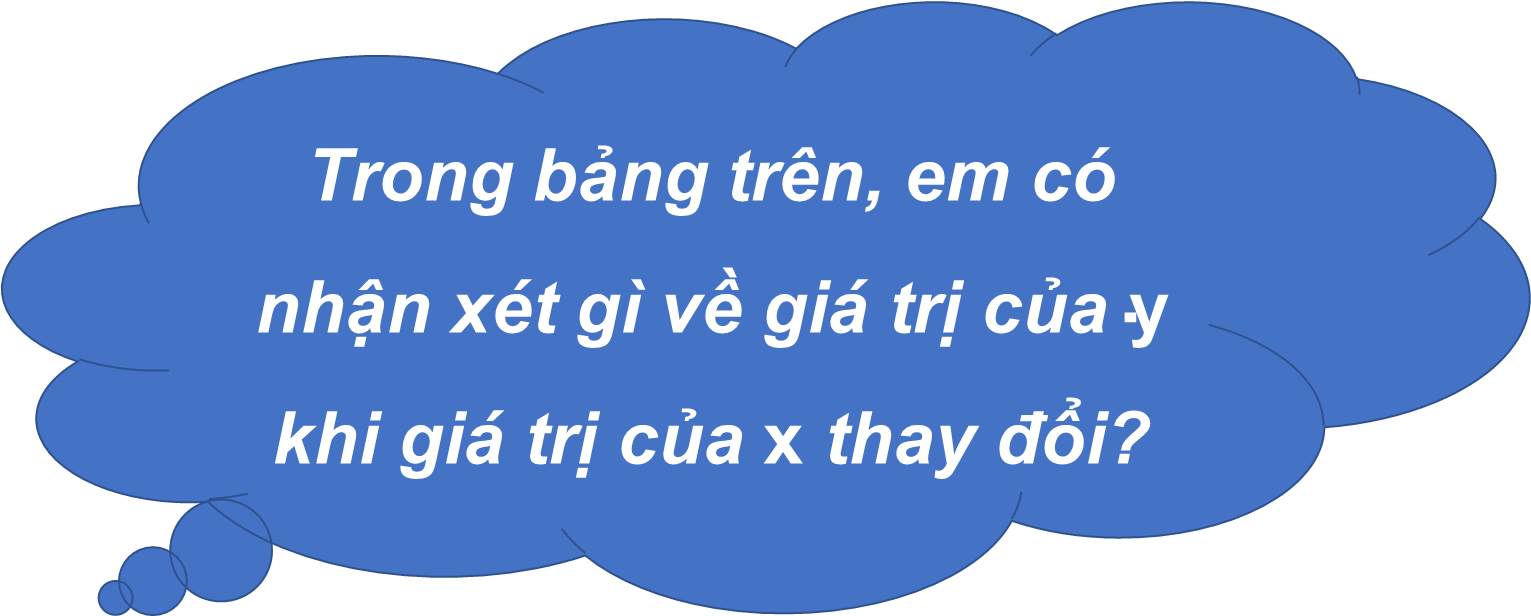 Trong bảng trên, em có
nhận xét gì về giá trị của y
khi giá trị của x thay đổi?